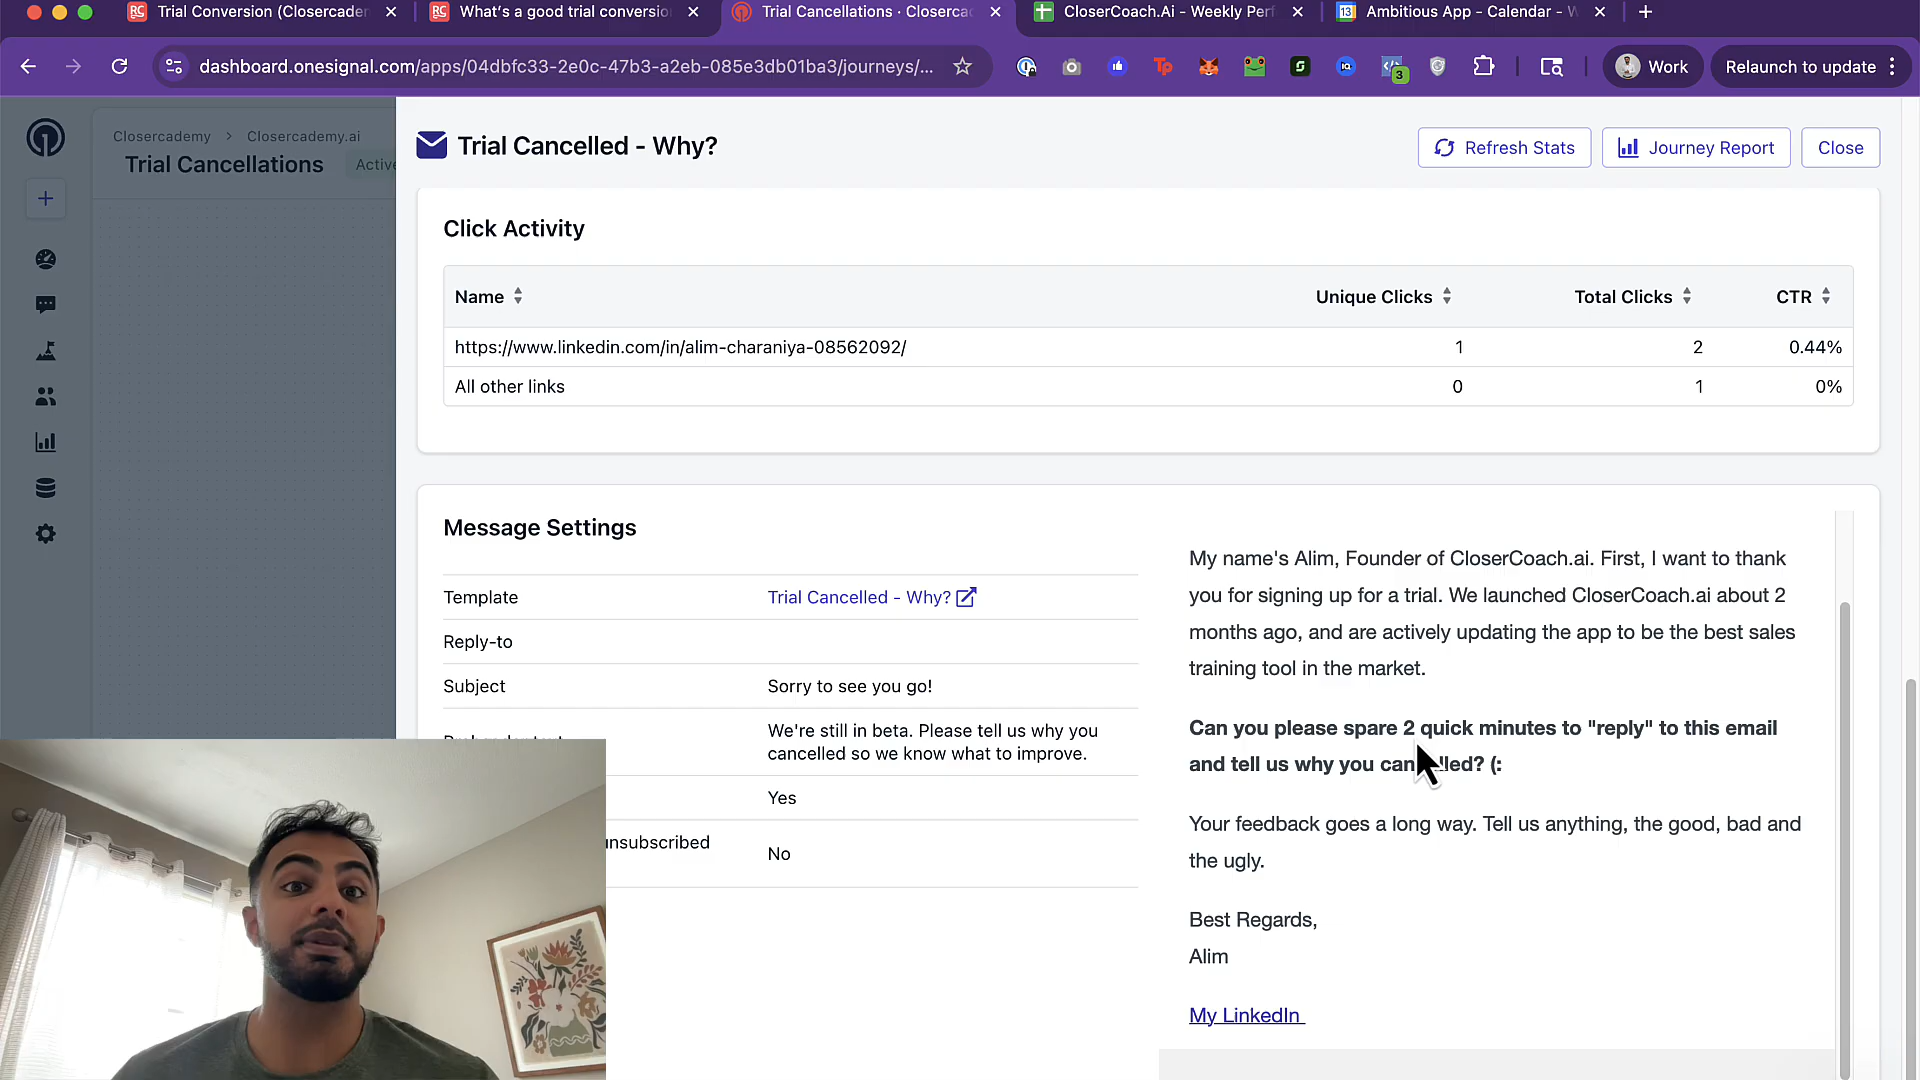 Trial Conversion (Closercader
What's a good trial conversio
Trial Cancellations · Closercac
CloserCoach.Ai - Weekly Perf
Ambitious App - Calendar - W
dashboard.onesignal.com/apps/04dbfc33-2e0c-47b3-a2eb-085e3db01ba3/journeys/...
Work
Relaunch to update
Closercademy > Closercademy.ai
Trial Cancellations
Active
Trial Cancelled - Why?
Refresh Stats
Journey Report
Close
Click Activity
Name Unique Clicks Total Clicks CTR
https://www.linkedin.com/in/alim-charaniya-08562092/ 1 2 0.44%
All other links 0 1 0%
Message Settings
Template Trial Cancelled - Why?
Reply-to
Subject Sorry to see you go!
We're still in beta. Please tell us why you
cancelled so we know what to improve.
Yes
unsubscribed
No
My name's Alim, Founder of CloserCoach.ai. First, I want to thank
you for signing up for a trial. We launched CloserCoach.ai about 2
months ago, and are actively updating the app to be the best sales
training tool in the market.
Can you please spare 2 quick minutes to "reply" to this email
and tell us why you cancelled? (:
Your feedback goes a long way. Tell us anything, the good, bad and
the ugly.
Best Regards,
Alim
My LinkedIn